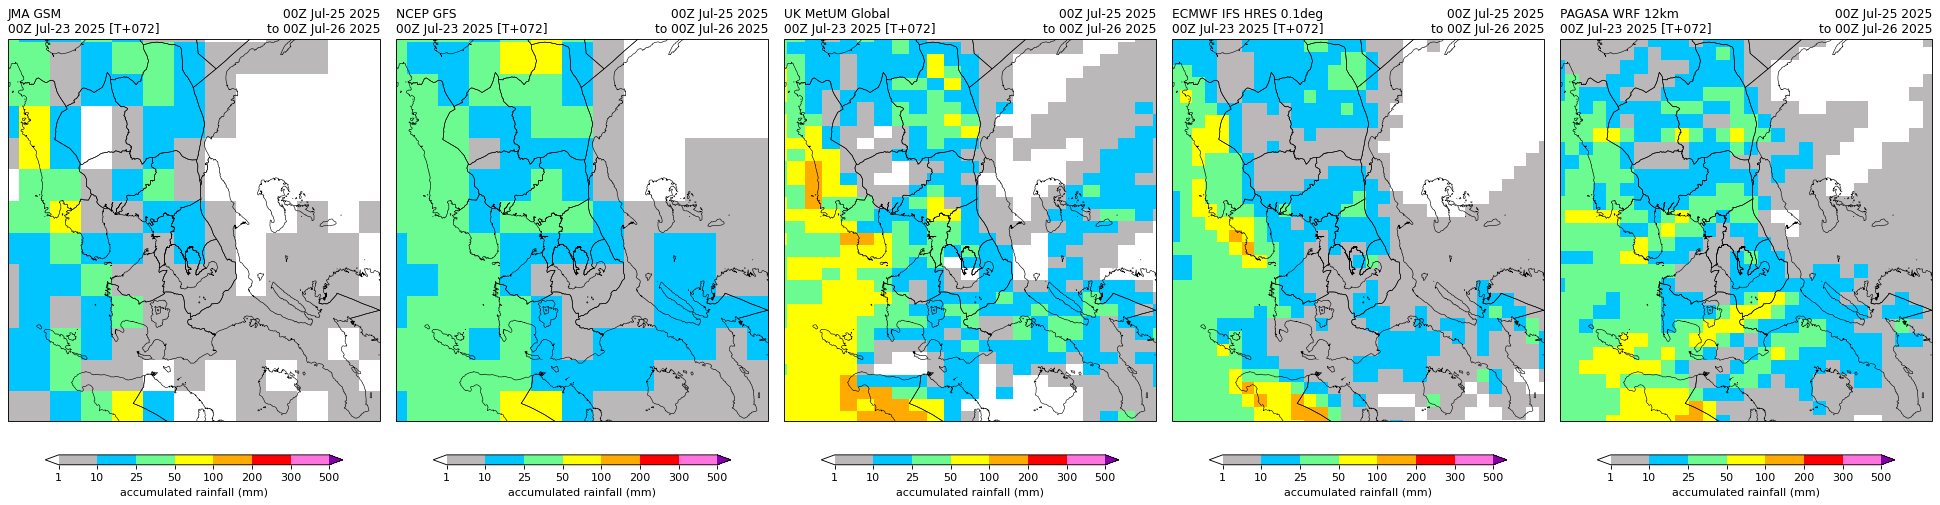 JMA GSM
00Z Jul-25 2025
00Z Jul-23 2025 [T+072]
to 00Z Jul-26 2025
NCEP GFS
00Z Jul-25 2025
00Z Jul-23 2025 [T+072]
to 00Z Jul-26 2025
UK MetUM Global
00Z Jul-25 2025
00Z Jul-23 2025 [T+072]
to 00Z Jul-26 2025
ECMWF IFS HRES 0.1deg
00Z Jul-25 2025
00Z Jul-23 2025 [T+072]
to 00Z Jul-26 2025
PAGASA WRF 12km
00Z Jul-25 2025
00Z Jul-23 2025 [T+072]
to 00Z Jul-26 2025
1 10 25 50 100 200 300 500
accumulated rainfall (mm)
1 10 25 50 100 200 300 500
accumulated rainfall (mm)
1 10 25 50 100 200 300 500
accumulated rainfall (mm)
1 10 25 50 100 200 300 500
accumulated rainfall (mm)
1 10 25 50 100 200 300 500
accumulated rainfall (mm)